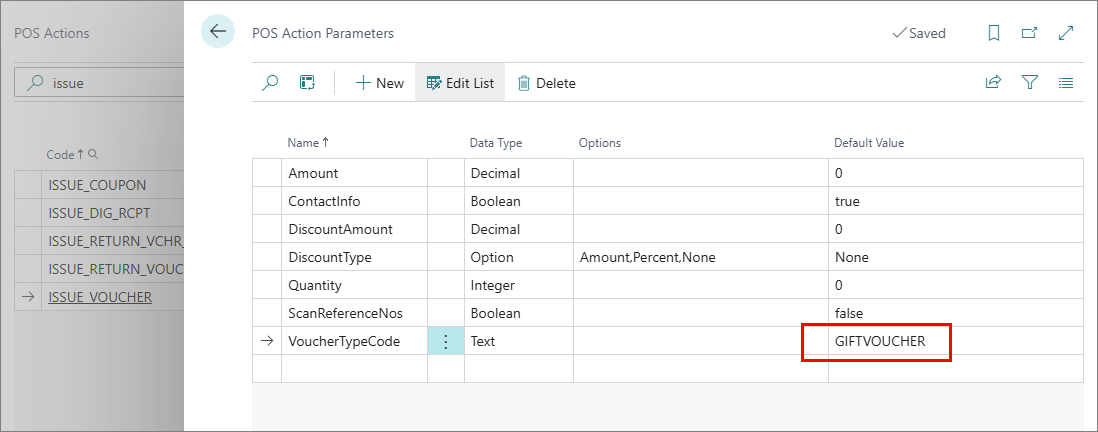 POS Actions
issue
Code
ISSUE_COUPON
ISSUE_DIG_RCPT
ISSUE_RETURN_VCHR_
ISSUE_RETURN_VOUC
ISSUE_VOUCHER
POS Action Parameters
Saved
New Edit List Delete
Name Data Type Options Default Value
Amount Decimal 0
ContactInfo Boolean true
DiscountAmount Decimal 0
DiscountType Option Amount,Percent,None None
Quantity Integer 0
ScanReferenceNos Boolean false
VoucherTypeCode Text GIFTVOUCHER